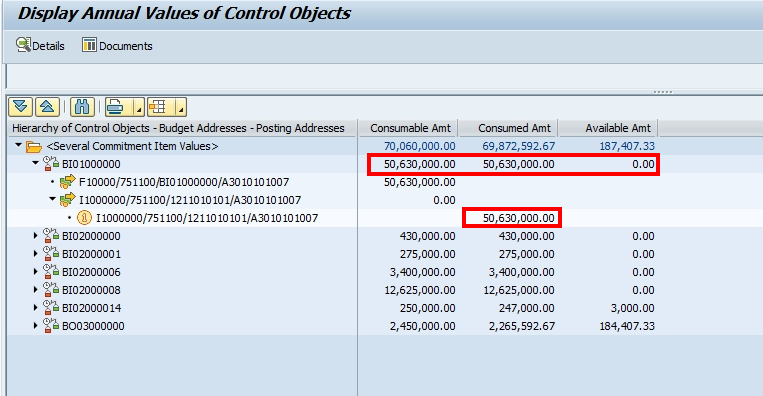 Display Annual Values of Control Objects
Details Documents
Hierarchy of Control Objects - Budget Addresses - Posting Addresses Consumable Amt Consumed Amt Available Amt
<Several Commitment Item Values> 70,060,000.00 69,872,592.67 187,407.33
BI01000000 50,630,000.00 50,630,000.00 0.00
F10000/751100/BI01000000/A3010101007 50,630,000.00
I1000000/751100/1211010101/A3010101007 0.00
I1000000/751100/1211010101/A3010101007 50,630,000.00
BI02000000 430,000.00 430,000.00 0.00
BI02000001 275,000.00 275,000.00 0.00
BI02000006 3,400,000.00 3,400,000.00 0.00
BI02000008 12,625,000.00 12,625,000.00 0.00
BI02000014 250,000.00 247,000.00 3,000.00
BO03000000 2,450,000.00 2,265,592.67 184,407.33